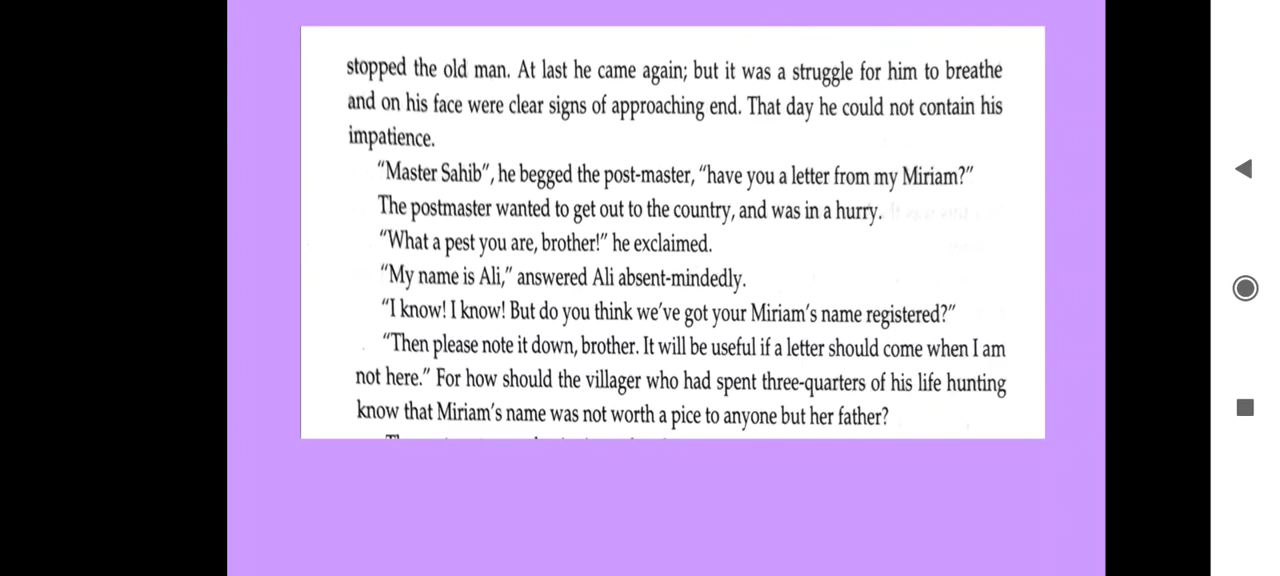 stopped the old man. At last he came again; but it was a struggle for him to breathe
and on his face were clear signs of approaching end. That day he could not contain his
impatience.
“Master Sahib”, he begged the post-master, “have you a letter from my Miriam?”
The postmaster wanted to get out to the country, and was in a hurry.
“What a pest you are, brother!” he exclaimed.
“My name is Ali,” answered Ali absent-mindedly.
“I know! I know! But do you think we’ve got your Miriam’s name registered?”
“Then please note it down, brother. It will be useful if a letter should come when I am
not here.” For how should the villager who had spent three-quarters of his life hunting
know that Miriam’s name was not worth a pice to anyone but her father?